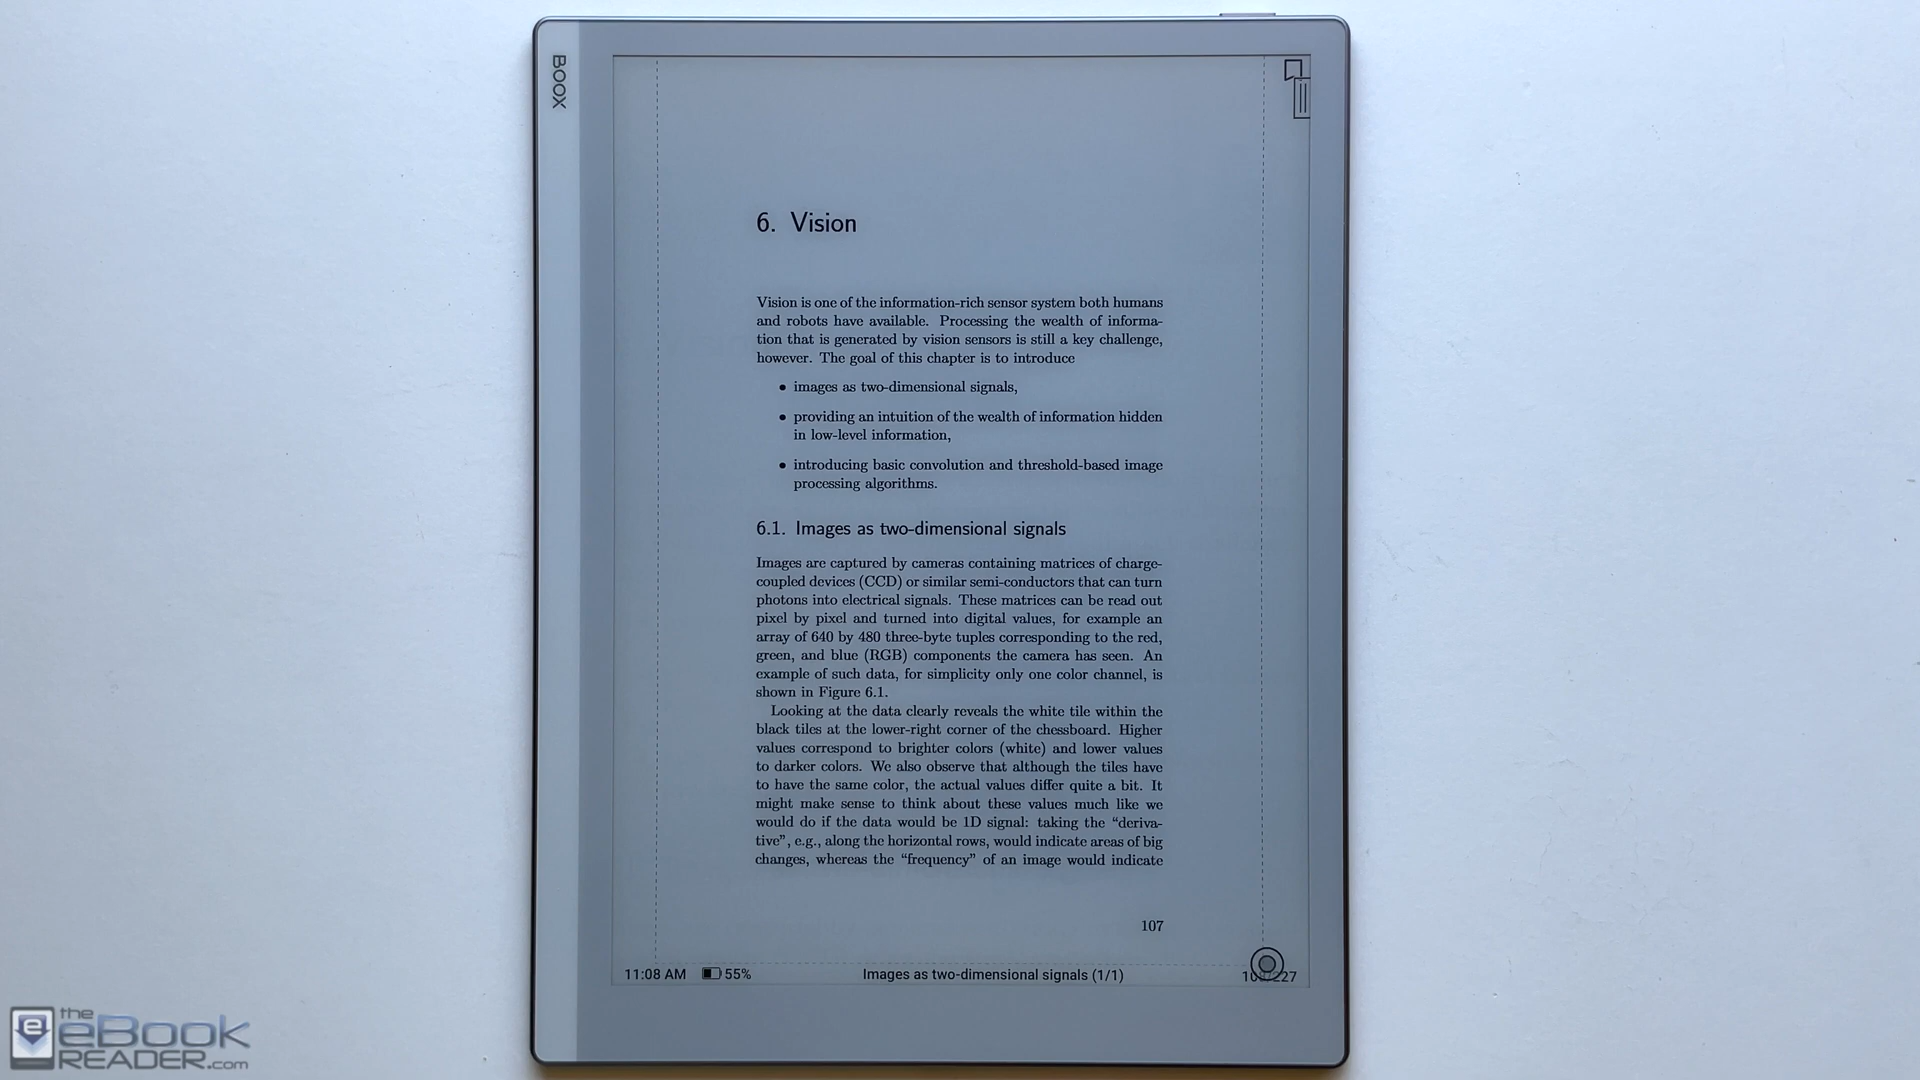 BOOX
6. Vision
Vision is one of the information-rich sensor system both humans
and robots have available. Processing the wealth of informa-
tion that is generated by vision sensors is still a key challenge,
however. The goal of this chapter is to introduce
• images as two-dimensional signals,
• providing an intuition of the wealth of information hidden
in low-level information,
• introducing basic convolution and threshold-based image
processing algorithms.
6.1. Images as two-dimensional signals
Images are captured by cameras containing matrices of charge-
coupled devices (CCD) or similar semi-conductors that can turn
photons into electrical signals. These matrices can be read out
pixel by pixel and turned into digital values, for example an
array of 640 by 480 three-byte tuples corresponding to the red,
green, and blue (RGB) components the camera has seen. An
example of such data, for simplicity only one color channel, is
shown in Figure 6.1.
Looking at the data clearly reveals the white tile within the
black tiles at the lower-right corner of the chessboard. Higher
values correspond to brighter colors (white) and lower values
to darker colors. We also observe that although the tiles have
to have the same color, the actual values differ quite a bit. It
might make sense to think about these values much like we
would do if the data would be 1D signal: taking the “deriva-
tive”, e.g., along the horizontal rows, would indicate areas of big
changes, whereas the “frequency” of an image would indicate
107
11:08 AM 55% Images as two-dimensional signals (1/1)
the
eBook
READER.com